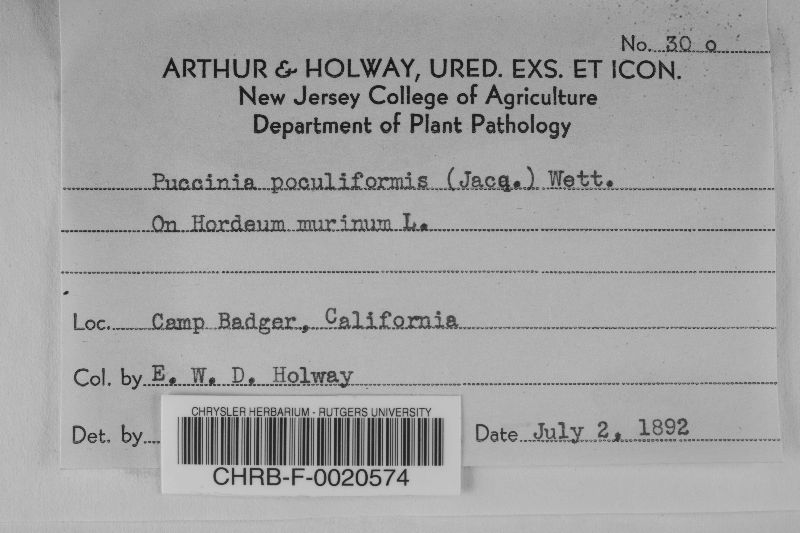 No. 30 o
ARTHUR & HOLWAY, URED. EXS. ET ICON.
New Jersey College of Agriculture
Department of Plant Pathology
Puccinia poculiformis (Jacq.) Wett.
On Hordeum murinum L.
Loc. Camp Badger, California
Col. by E. W. D. Holway
Det. by
Date July 2, 1892
CHRYSLER HERBARIUM - RUTGERS UNIVERSITY
CHRB-F-0020574